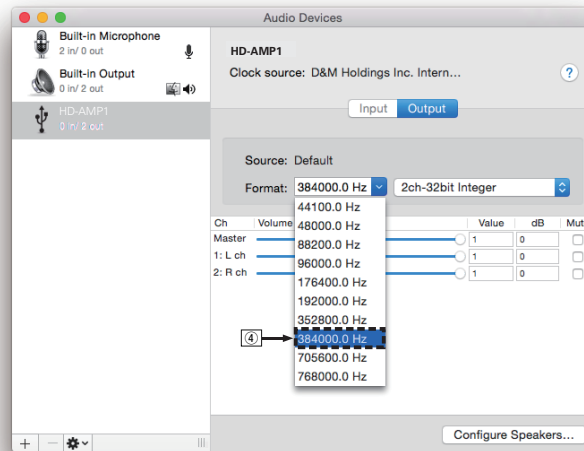 Audio Devices
Built-in Microphone
2 in/ 0 out
Built-in Output
0 in/ 2 out
HD-AMP1
0 in/ 2 out
HD-AMP1
Clock source: D&M Holdings Inc. Intern...
?
Input Output
Source: Default
Format: 384000.0 Hz 2ch-32bit Integer
44100.0 Hz
48000.0 Hz
88200.0 Hz
96000.0 Hz
176400.0 Hz
192000.0 Hz
352800.0 Hz
④ 384000.0 Hz
705600.0 Hz
768000.0 Hz
Ch Volume Value dB Mut
Master 1 0
1: L ch 1 0
2: R ch 1 0
Configure Speakers...